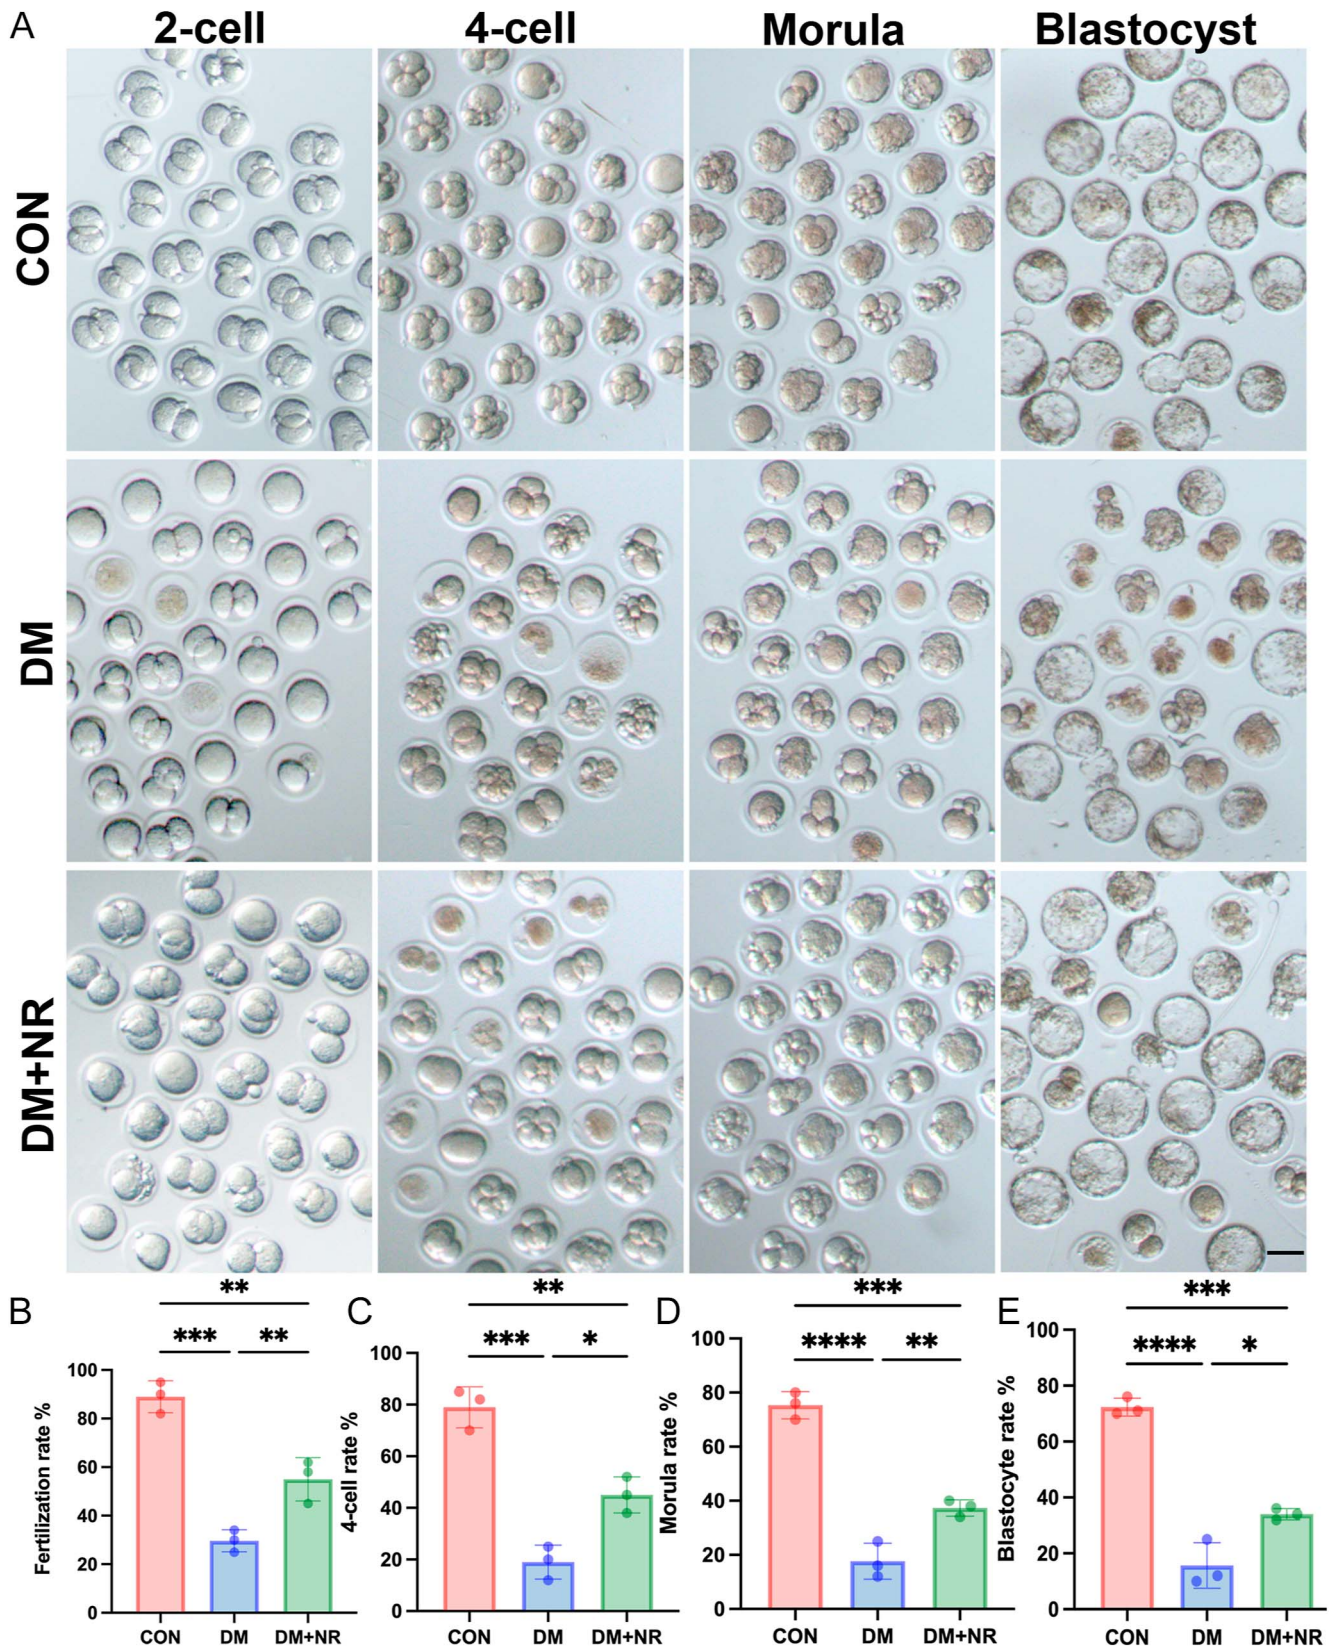 A
2-cell
4-cell
Morula
Blastocyst
CON
DM
DM+NR
B
**
***
**
Fertilization rate %
100
80
60
40
20
0
CON
DM
DM+NR
C
**
***
*
4-cell rate %
100
80
60
40
20
0
CON
DM
DM+NR
D
***
****
**
Morula rate %
100
80
60
40
20
0
CON
DM
DM+NR
E
***
****
*
Blastocyte rate %
100
80
60
40
20
0
CON
DM
DM+NR